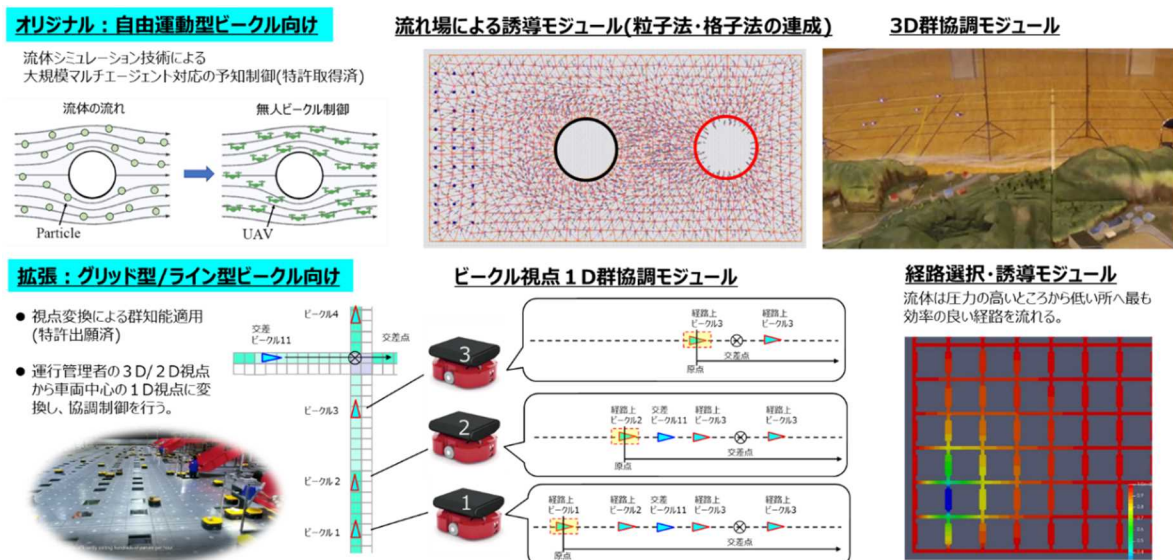 オリジナル：自由運動型ビークル向け
流体シミュレーション技術による
大規模マルチエージェント対応の予知制御(特許取得済)
流体の流れ
無人ビークル制御
Particle
UAV
流れ場による誘導モジュール(粒子法・格子法の連成)
3D群協調モジュール
拡張：グリッド型/ライン型ビークル向け
● 視点変換による群知能適用
(特許出願済)
● 運行管理者の３D/２D視点
から車両中心の１D視点に変
換し、協調制御を行う。
ビークル4
交差
ビークル11
交差点
ビークル3
ビークル2
ビークル1
ビークル視点１D群協調モジュール
3
経路上
ビークル3
経路上
ビークル3
交差点
原点
2
経路上
ビークル2
交差
ビークル11
経路上
ビークル3
経路上
ビークル3
交差点
原点
1
経路上
ビークル1
経路上
ビークル2
交差
ビークル11
経路上
ビークル3
経路上
ビークル3
交差点
原点
経路選択・誘導モジュール
流体は圧力の高いところから低い所へ最も
効率の良い経路を流れる。